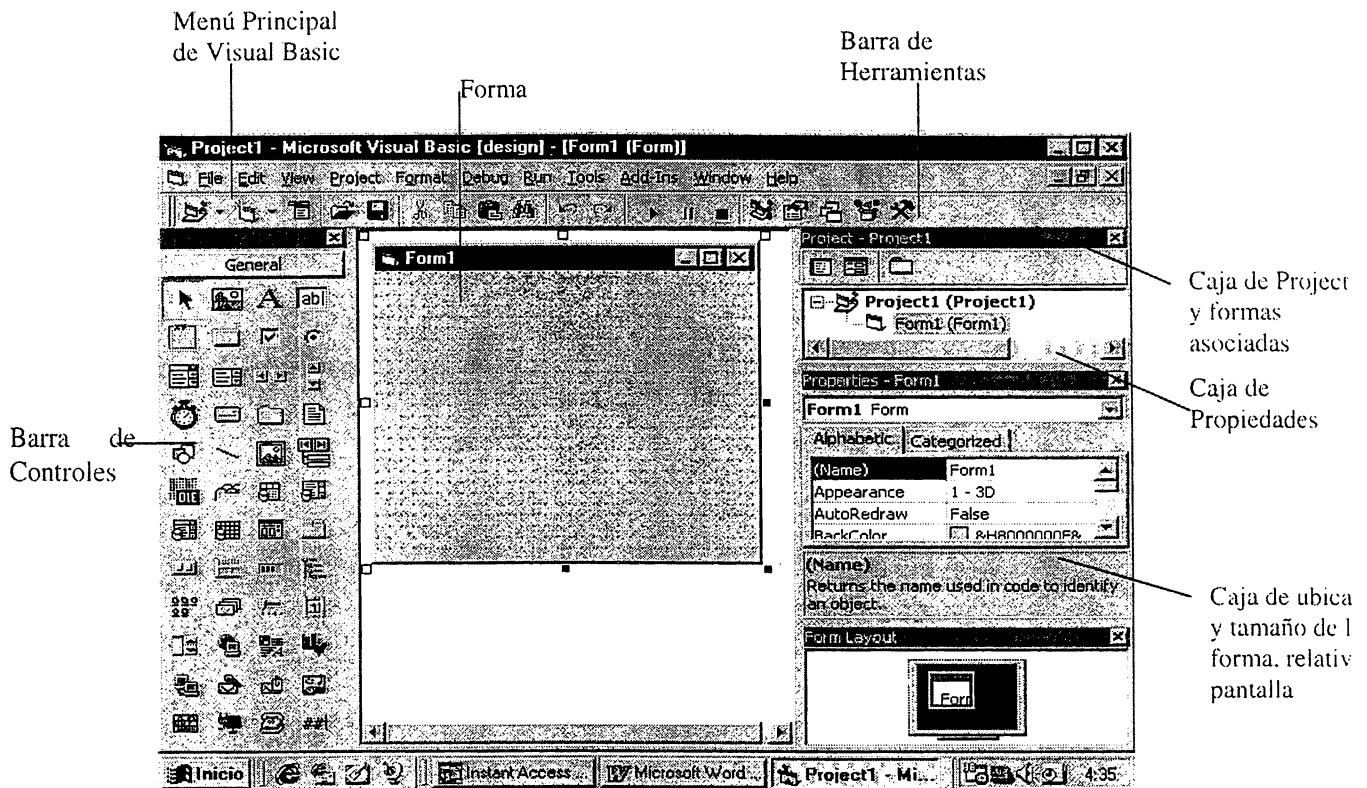 Menú Principal
de Visual Basic
Barra de
Herramientas
Forma
Project1 - Microsoft Visual Basic [design] - [Form1 (Form)]
File Edit View Project Format Debug Run Tools Add-Ins Window Help
General
Form1
Project - Project1
Project1 (Project1)
Form1 (Form1)
Caja de Project
y formas
asociadas
Properties - Form1
Form1 Form
Alphabetic Categorized
(Name) Form1
Appearance 1 - 3D
AutoRedraw False
BackColor &H8000000F&
Caja de
Propiedades
Barra de
Controles
(Name)
Returns the name used in code to identify
an object.
Form Layout
Form
Caja de ubica
y tamaño de l
forma, relativ
pantalla
Inicio Instant Access ... Microsoft Word ... Project1 - Mi... 4:35